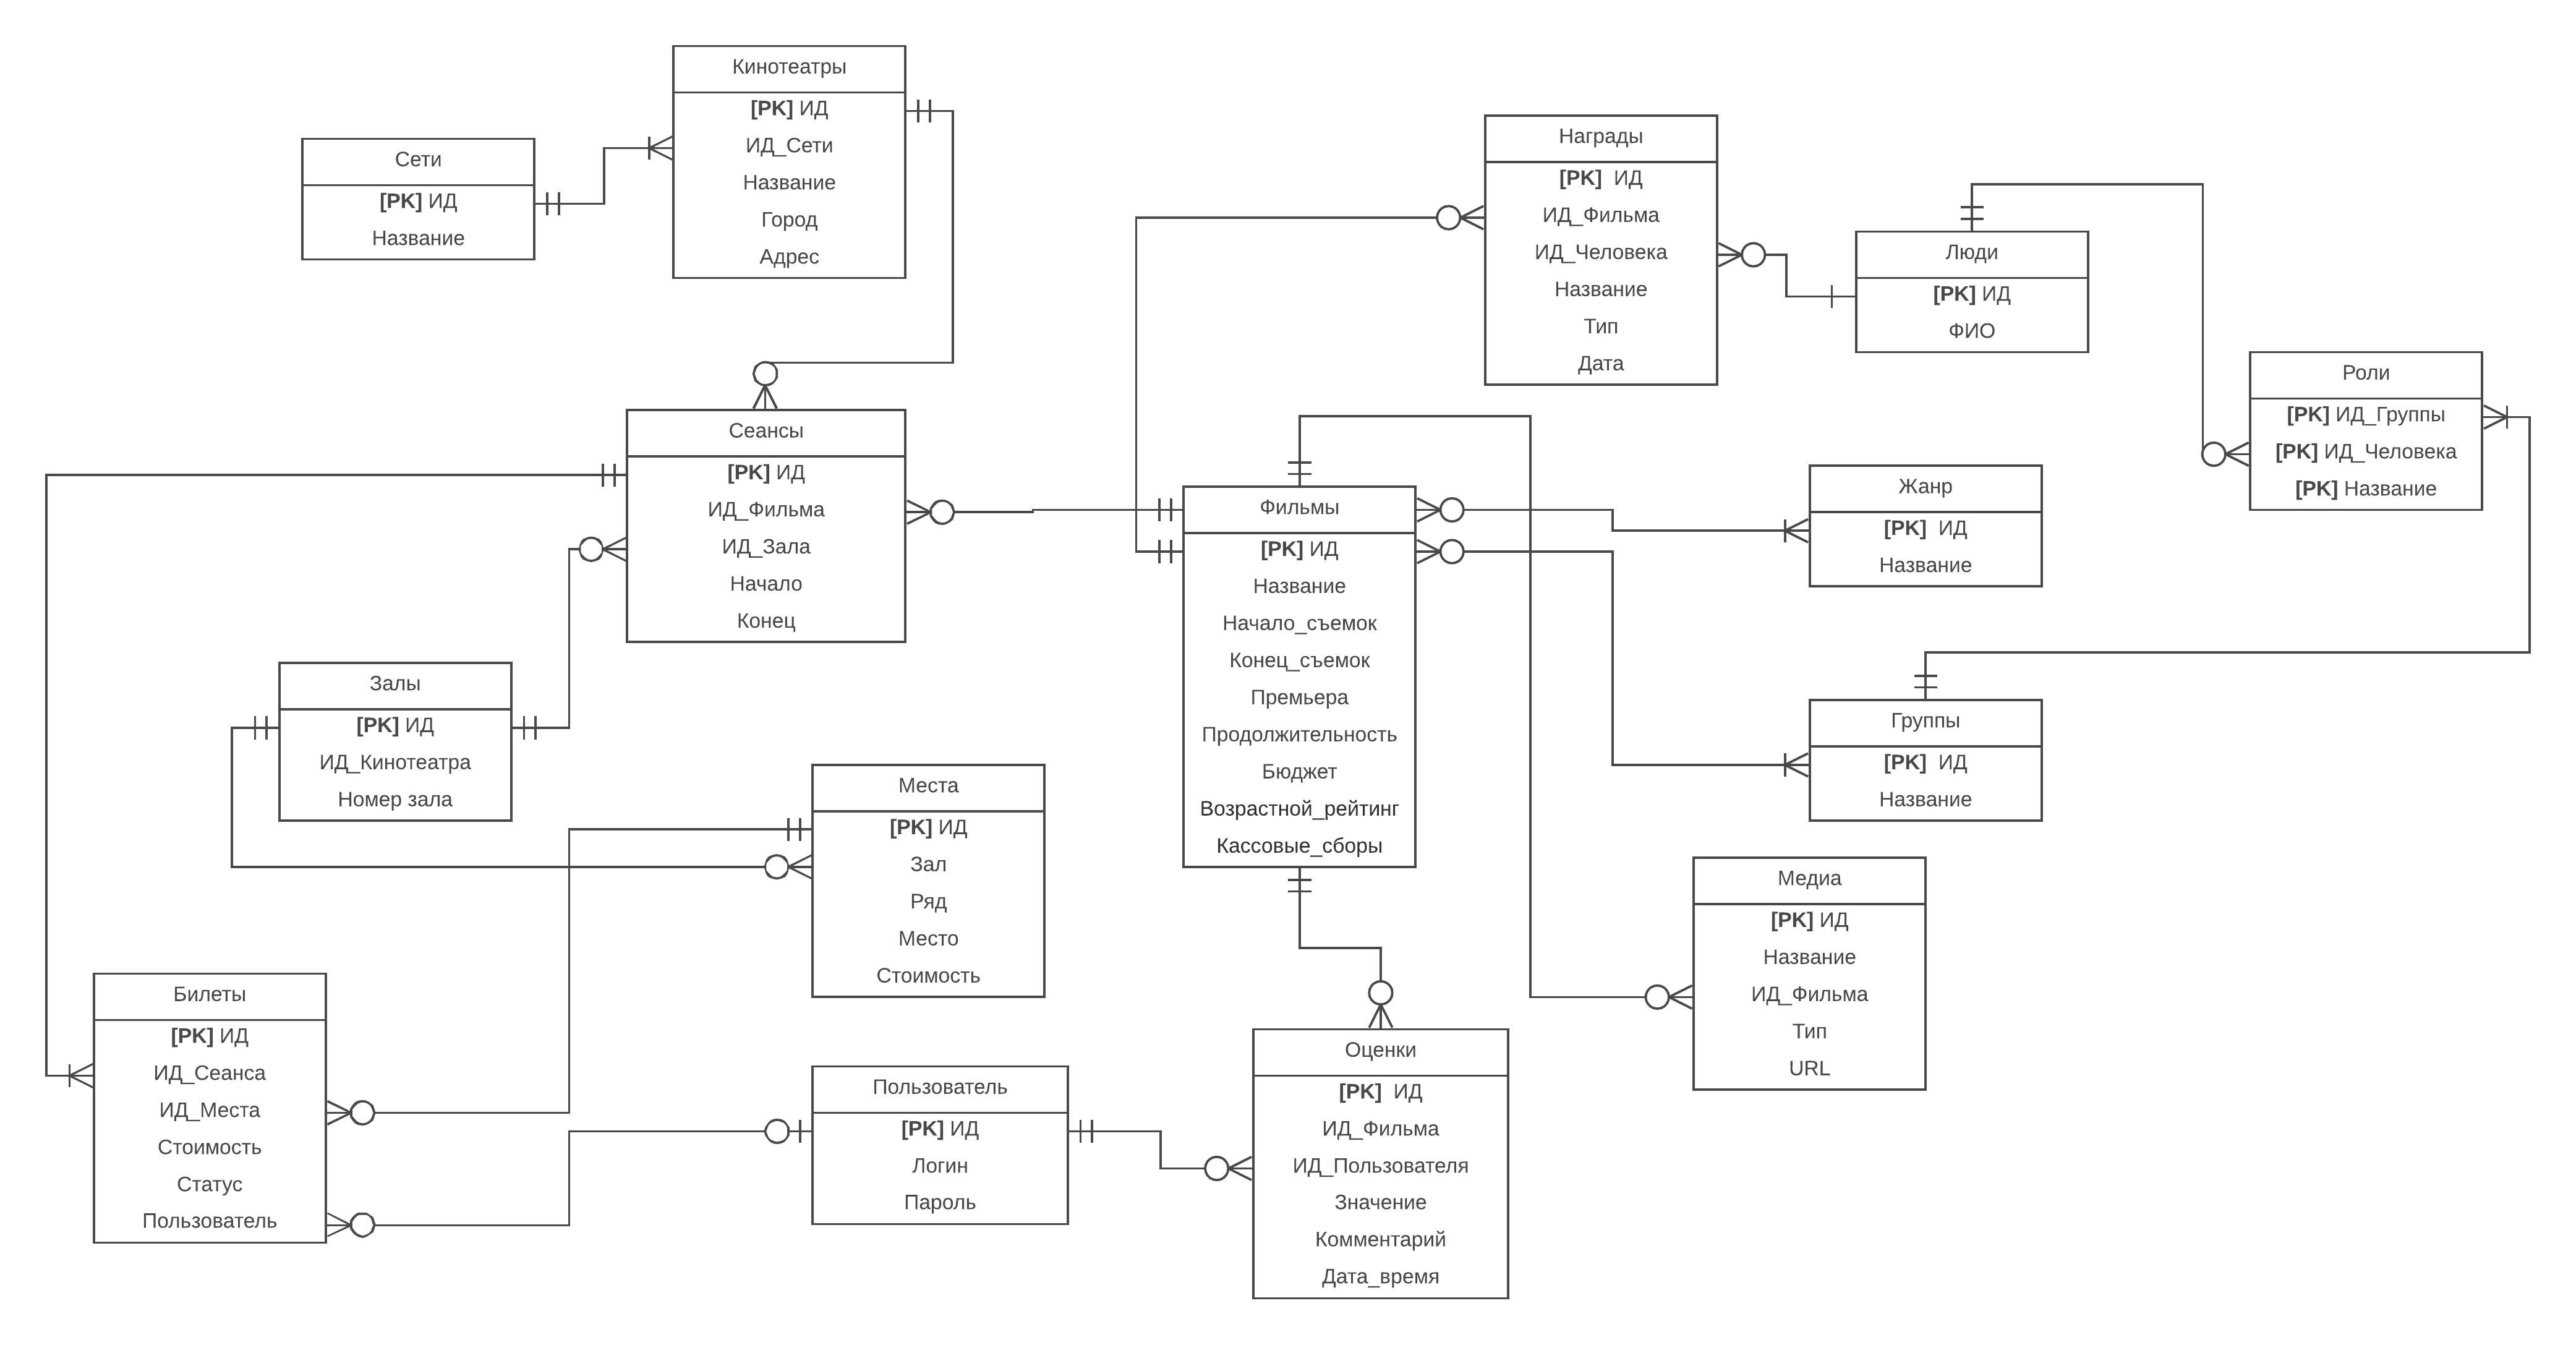 Кинотеатры
[PK] ИД
ИД_Сети
Название
Город
Адрес
Сети
[PK] ИД
Название
Награды
[PK] ИД
ИД_Фильма
ИД_Человека
Название
Тип
Дата
Люди
[PK] ИД
ФИО
Роли
[PK] ИД_Группы
[PK] ИД_Человека
[PK] Название
Сеансы
[PK] ИД
ИД_Фильма
ИД_Зала
Начало
Конец
Фильмы
[PK] ИД
Название
Начало_съемок
Конец_съемок
Премьера
Продолжительность
Бюджет
Возрастной_рейтинг
Кассовые_сборы
Жанр
[PK] ИД
Название
Залы
[PK] ИД
ИД_Кинотеатра
Номер зала
Группы
[PK] ИД
Название
Места
[PK] ИД
Зал
Ряд
Место
Стоимость
Медиа
[PK] ИД
Название
ИД_Фильма
Тип
URL
Билеты
[PK] ИД
ИД_Сеанса
ИД_Места
Стоимость
Статус
Пользователь
Пользователь
[PK] ИД
Логин
Пароль
Оценки
[PK] ИД
ИД_Фильма
ИД_Пользователя
Значение
Комментарий
Дата_время